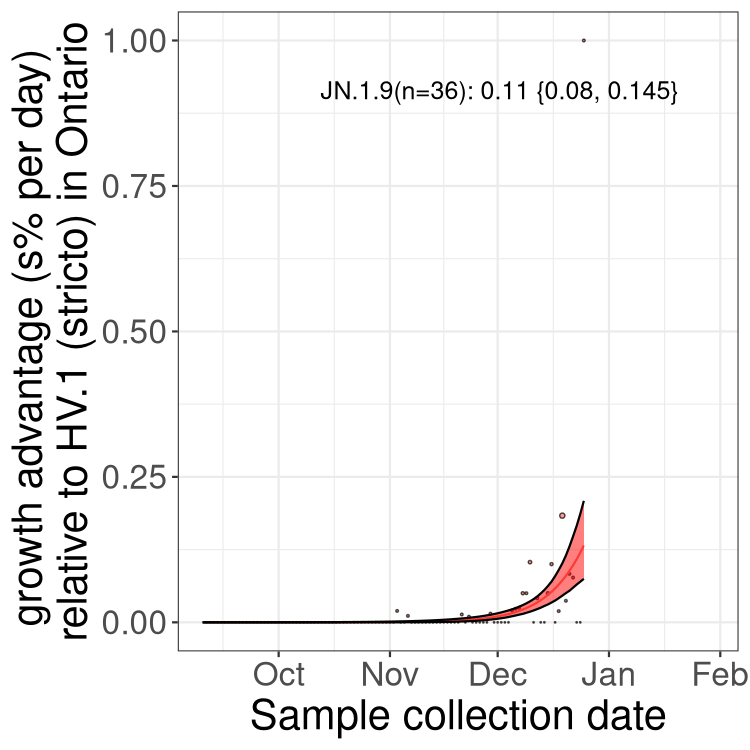 growth advantage (s% per day)
relative to HV.1 (stricto) in Ontario
1.00
JN.1.9(n=36): 0.11 {0.08, 0.145}
0.75
0.50
0.25
0.00
Oct Nov Dec Jan Feb
Sample collection date